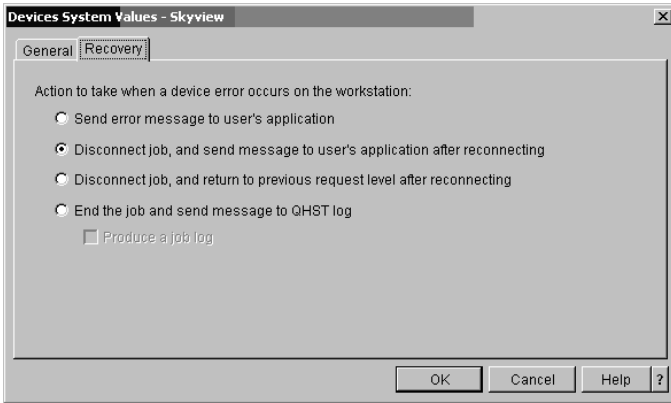 Devices System Values - Skyview
General Recovery
Action to take when a device error occurs on the workstation:
Send error message to user's application
Disconnect job, and send message to user's application after reconnecting
Disconnect job, and return to previous request level after reconnecting
End the job and send message to QHST log
Produce a job log
OK Cancel Help ?